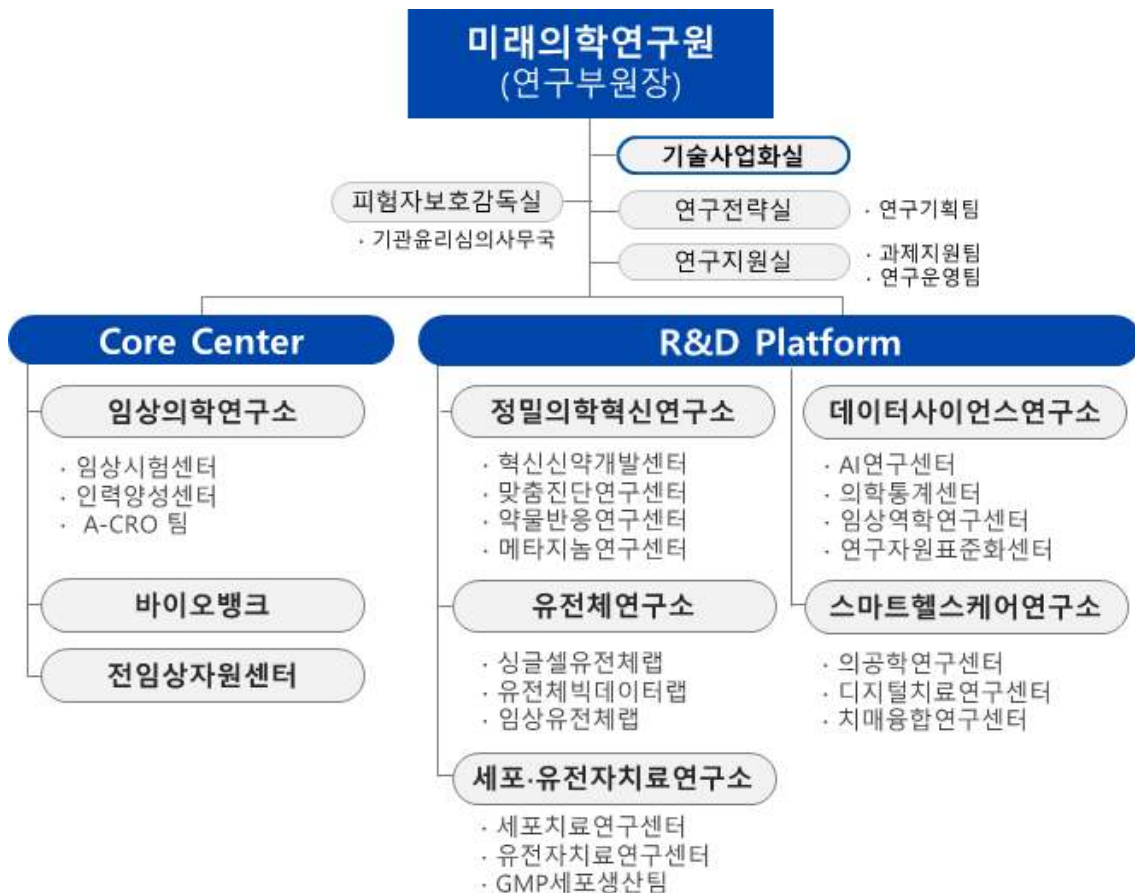 미래의학연구원
(연구부원장)
기술사업화실
피험자보호감독실
· 기관윤리심의사무국
연구전략실
· 연구기획팀
연구지원실
· 과제지원팀
· 연구운영팀
Core Center
임상의학연구소
· 임상시험센터
· 인력양성센터
· A-CRO 팀
바이오뱅크
전임상자원센터
R&D Platform
정밀의학혁신연구소
· 혁신신약개발센터
· 맞춤진단연구센터
· 약물반응연구센터
· 메타지놈연구센터
유전체연구소
· 싱글셀유전체랩
· 유전체빅데이터랩
· 임상유전체랩
세포·유전자치료연구소
· 세포치료연구센터
· 유전자치료연구센터
· GMP세포생산팀
데이터사이언스연구소
· AI연구센터
· 의학통계센터
· 임상역학연구센터
· 연구자원표준화센터
스마트헬스케어연구소
· 의공학연구센터
· 디지털치료연구센터
· 치매융합연구센터